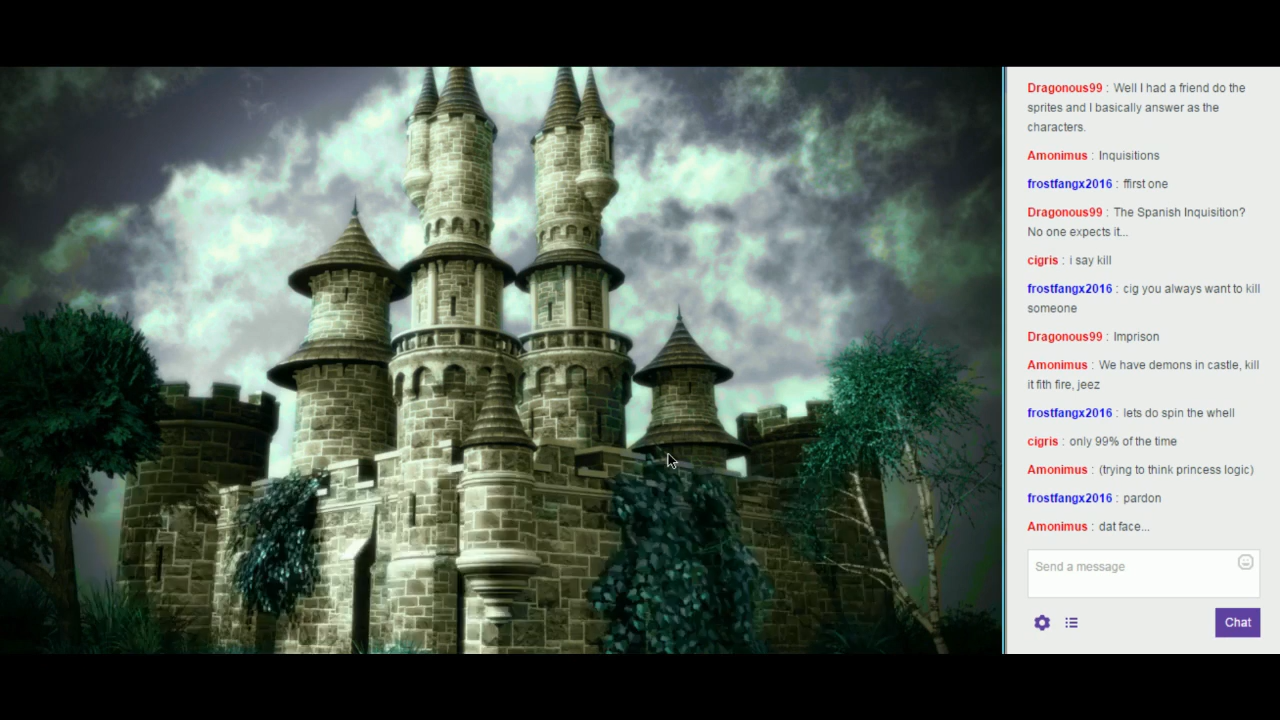 Dragonous99 : Well I had a friend do the
sprites and I basically answer as the
characters.
Amonimus : Inquisitions
frostfangx2016 : ffirst one
Dragonous99 : The Spanish Inquisition?
No one expects it...
cigris : i say kill
frostfangx2016 : cig you always want to kill
someone
Dragonous99 : Imprison
Amonimus : We have demons in castle, kill
it fith fire, jeez
frostfangx2016 : lets do spin the whell
cigris : only 99% of the time
Amonimus : (trying to think princess logic)
frostfangx2016 : pardon
Amonimus : dat face...
Send a message
Chat